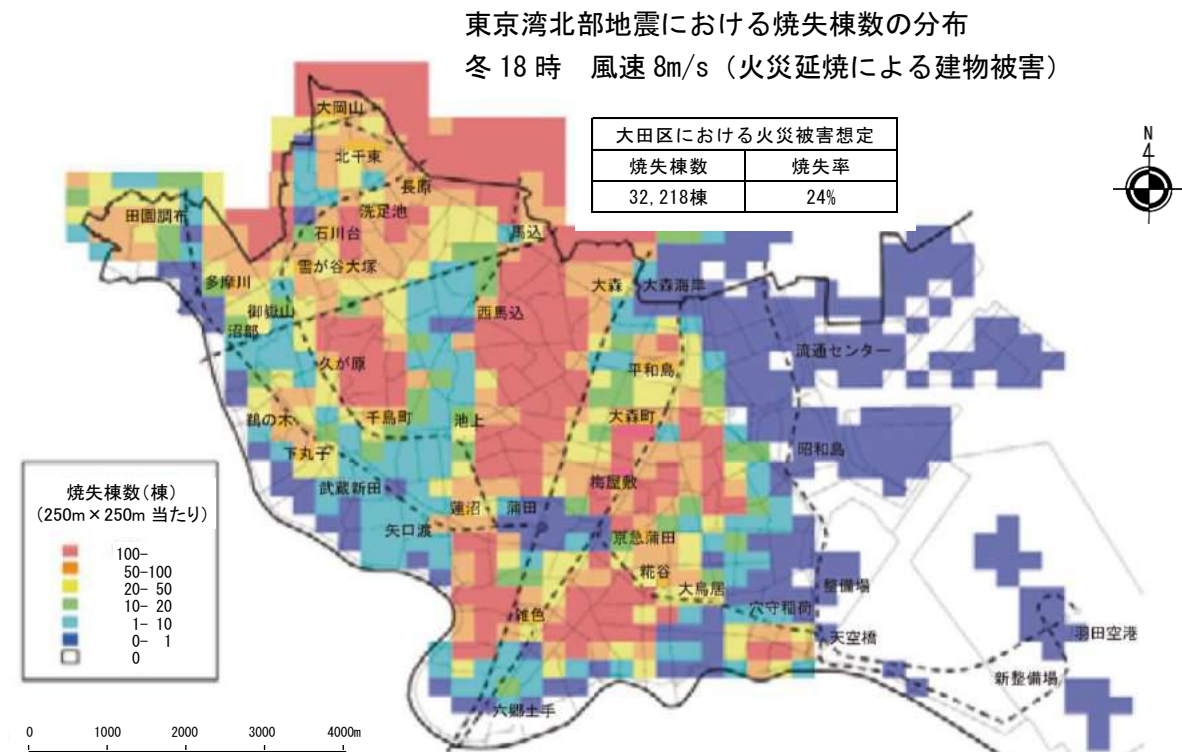 東京湾北部地震における焼失棟数の分布
冬 18 時　風速 8m/s（火災延焼による建物被害）
大田区における火災被害想定
焼失棟数　焼失率
32,218棟　24%
N
大岡山
北千束
長原
田園調布
洗足池
石川台
馬込
雪が谷大塚
多摩川
大森　大森海岸
御嶽山
西馬込
沼部
流通センター
久が原
平和島
鵜の木
千鳥町
池上
大森町
下丸子
昭和島
武蔵新田
梅屋敷
蓮沼
蒲田
矢口渡
京急蒲田
糀谷
大鳥居
整備場
穴守稲荷
雑色
天空橋
羽田空港
新整備場
六郷土手
焼失棟数(棟)
(250m×250m 当たり)
100-
50-100
20- 50
10- 20
1- 10
0- 1
0
0　1000　2000　3000　4000m